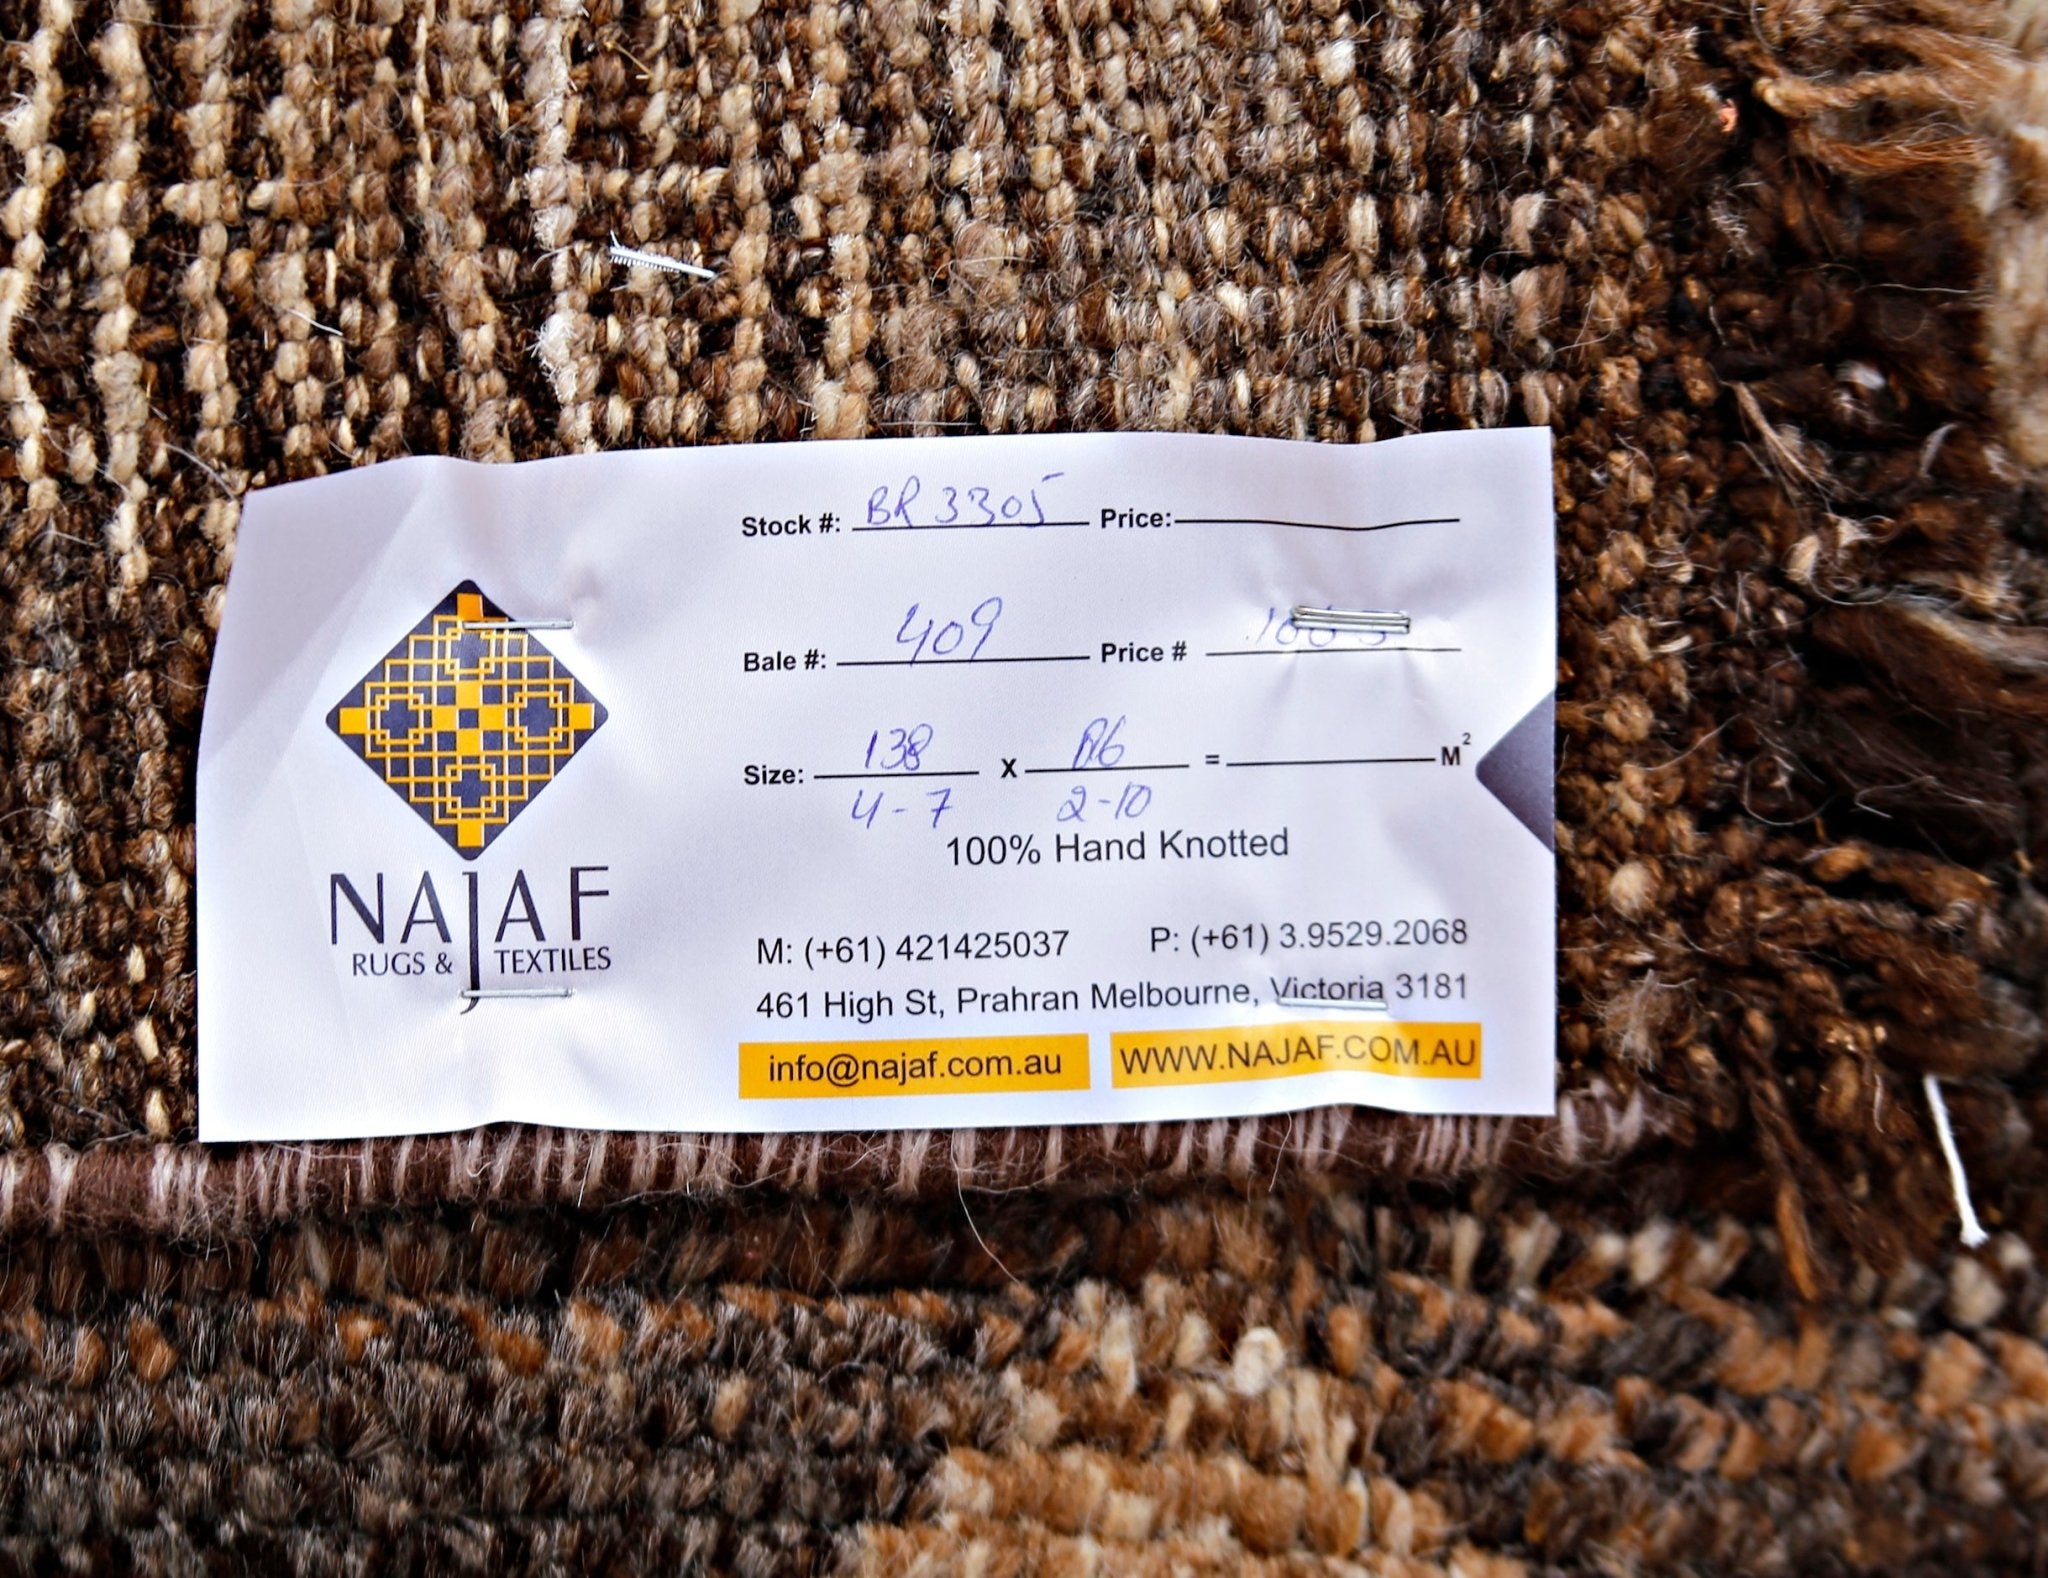 Stock #: BR 3305 Price:
Bale #: 409 Price #
Size: 138 x 86 = M²
4-7 2-10
100% Hand Knotted
NAJAF
RUGS & TEXTILES
M: (+61) 421425037 P: (+61) 3.9529.2068
461 High St, Prahran Melbourne, Victoria 3181
info@najaf.com.au WWW.NAJAF.COM.AU